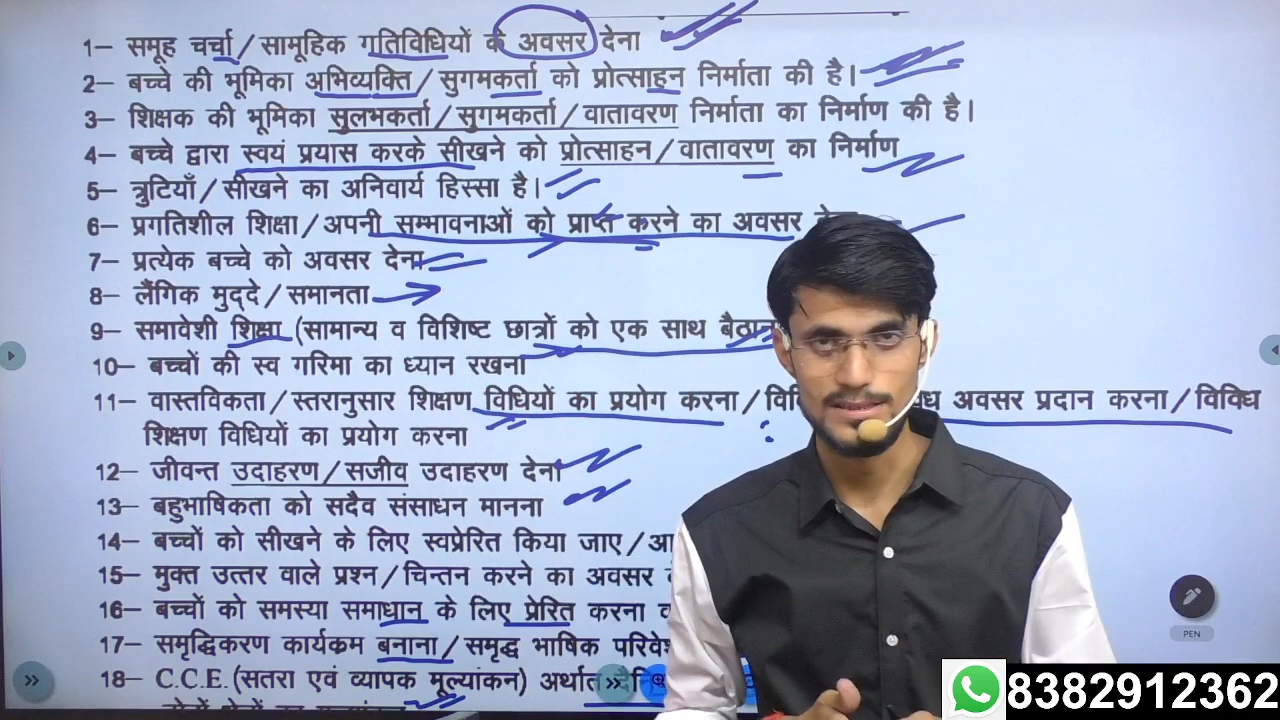 1– समूह चर्चा/सामूहिक गतिविधियों के अवसर देना
2– बच्चे की भूमिका अभिव्यक्ति/सुगमकर्ता को प्रोत्साहन निर्माता की है।
3– शिक्षक की भूमिका सुलभकर्ता/सुगमकर्ता/वातावरण निर्माता का निर्माण की है।
4– बच्चे द्वारा स्वयं प्रयास करके सीखने को प्रोत्साहन/वातावरण का निर्माण
5– त्रुटियाँ/सीखने का अनिवार्य हिस्सा है।
6– प्रगतिशील शिक्षा/अपनी सम्भावनाओं को प्राप्त करने का अवसर
7– प्रत्येक बच्चे को अवसर देना
8– लैंगिक मुद्दे/समानता
9– समावेशी शिक्षा (सामान्य व विशिष्ट छात्रों को एक साथ
10– बच्चों की स्व गरिमा का ध्यान रखना
11– वास्तविकता/स्तरानुसार शिक्षण विधियों का प्रयोग करना/ अवसर प्रदान करना/विविध
शिक्षण विधियों का प्रयोग करना
12– जीवन्त उदाहरण/सजीव उदाहरण देना
13– बहुभाषिकता को सदैव संसाधन मानना
14– बच्चों को सीखने के लिए स्वप्रेरित किया जाए/
15– मुक्त उत्तर वाले प्रश्न/चिन्तन करने का अवसर
16– बच्चों को समस्या समाधान के लिए प्रेरित करना
17– समृद्धिकरण कार्यक्रम बनाना/समृद्ध भाषिक
18– C.C.E. (सतरा एवं व्यापक मूल्यांकन) अर्थात
PEN
8382912362